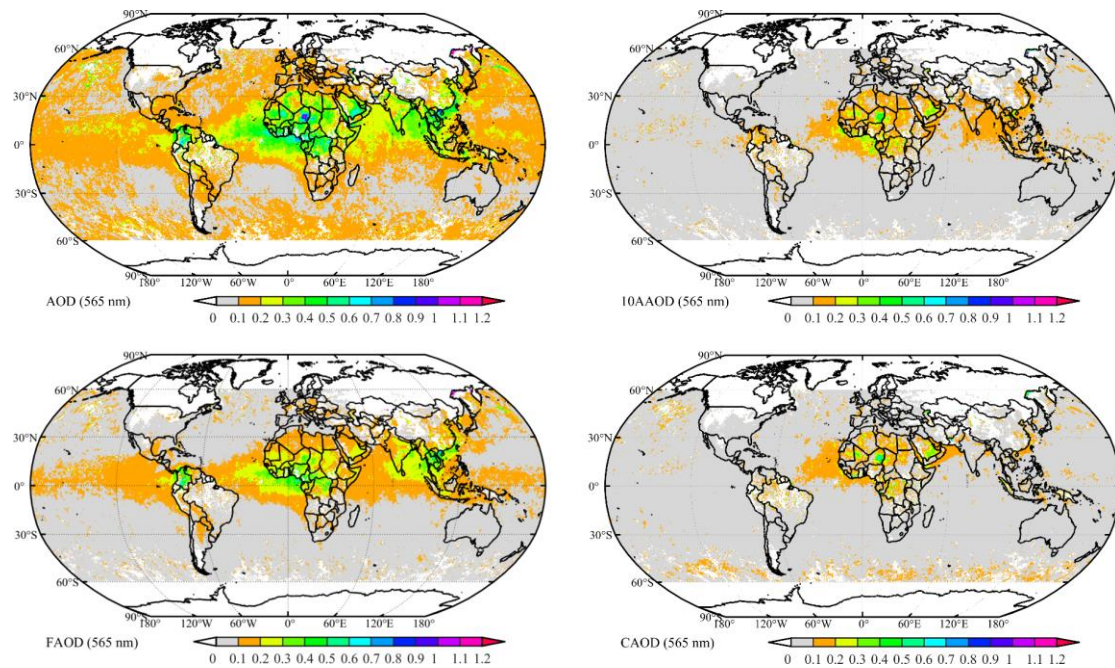 90°N 90°N
60°N 60°N
30°N 30°N
0° 0°
30°S 30°S
60°S 60°S
90°S 90°S
180° 120°W 60°W 0° 60°E 120°E 180° 180° 120°W 60°W 0° 60°E 120°E 180°
AOD (565 nm) 10AAOD (565 nm)
0 0.1 0.2 0.3 0.4 0.5 0.6 0.7 0.8 0.9 1 1.1 1.2 0 0.1 0.2 0.3 0.4 0.5 0.6 0.7 0.8 0.9 1 1.1 1.2
90°N 90°N
60°N 60°N
30°N 30°N
0° 0°
30°S 30°S
60°S 60°S
90°S 90°S
180° 120°W 60°W 0° 60°E 120°E 180° 180° 120°W 60°W 0° 60°E 120°E 180°
FAOD (565 nm) CAOD (565 nm)
0 0.1 0.2 0.3 0.4 0.5 0.6 0.7 0.8 0.9 1 1.1 1.2 0 0.1 0.2 0.3 0.4 0.5 0.6 0.7 0.8 0.9 1 1.1 1.2